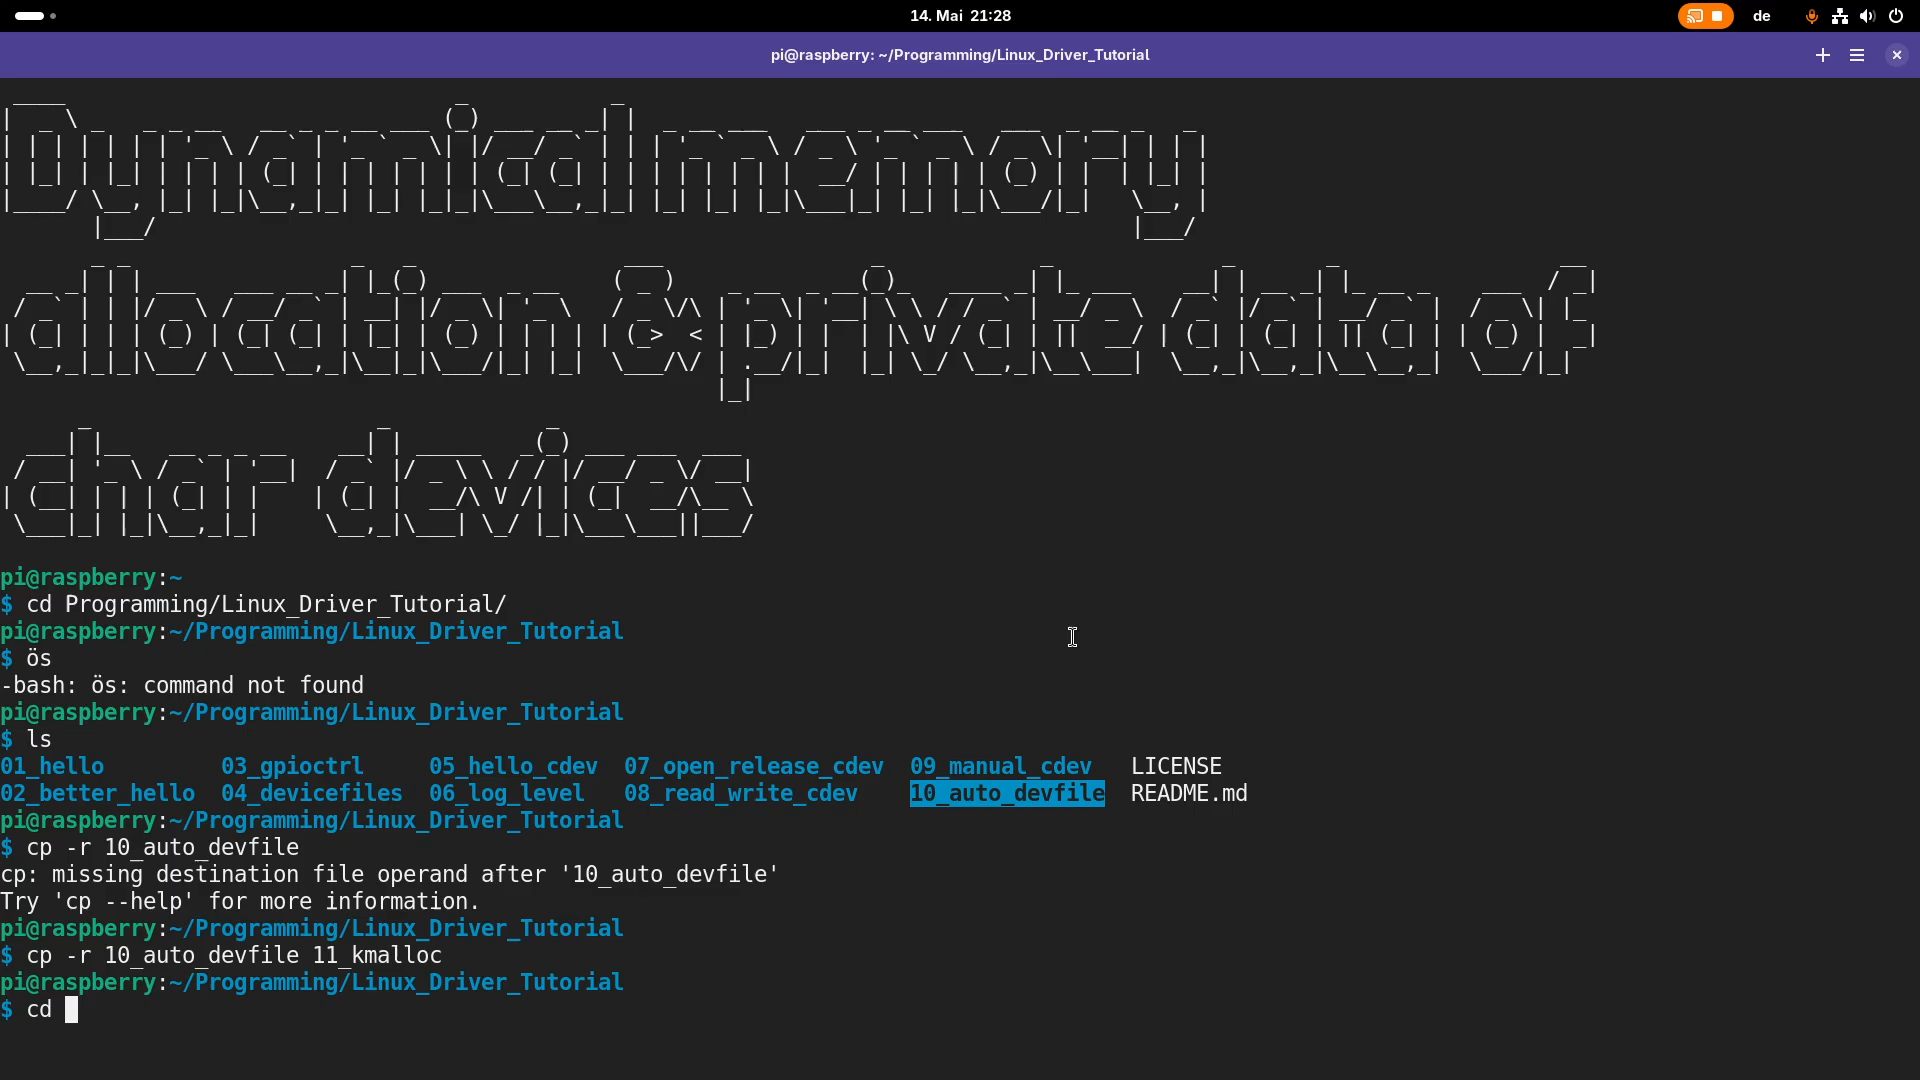 14. Mai 21:28
de
pi@raspberry: ~/Programming/Linux_Driver_Tutorial
Dynamical memory
allocation & private data of
char devices
pi@raspberry:~
$ cd Programming/Linux_Driver_Tutorial/
pi@raspberry:~/Programming/Linux_Driver_Tutorial
$ ös
-bash: ös: command not found
pi@raspberry:~/Programming/Linux_Driver_Tutorial
$ ls
01_hello 03_gpioctrl 05_hello_cdev 07_open_release_cdev 09_manual_cdev LICENSE
02_better_hello 04_devicefiles 06_log_level 08_read_write_cdev 10_auto_devfile README.md
pi@raspberry:~/Programming/Linux_Driver_Tutorial
$ cp -r 10_auto_devfile
cp: missing destination file operand after '10_auto_devfile'
Try 'cp --help' for more information.
pi@raspberry:~/Programming/Linux_Driver_Tutorial
$ cp -r 10_auto_devfile 11_kmalloc
pi@raspberry:~/Programming/Linux_Driver_Tutorial
$ cd